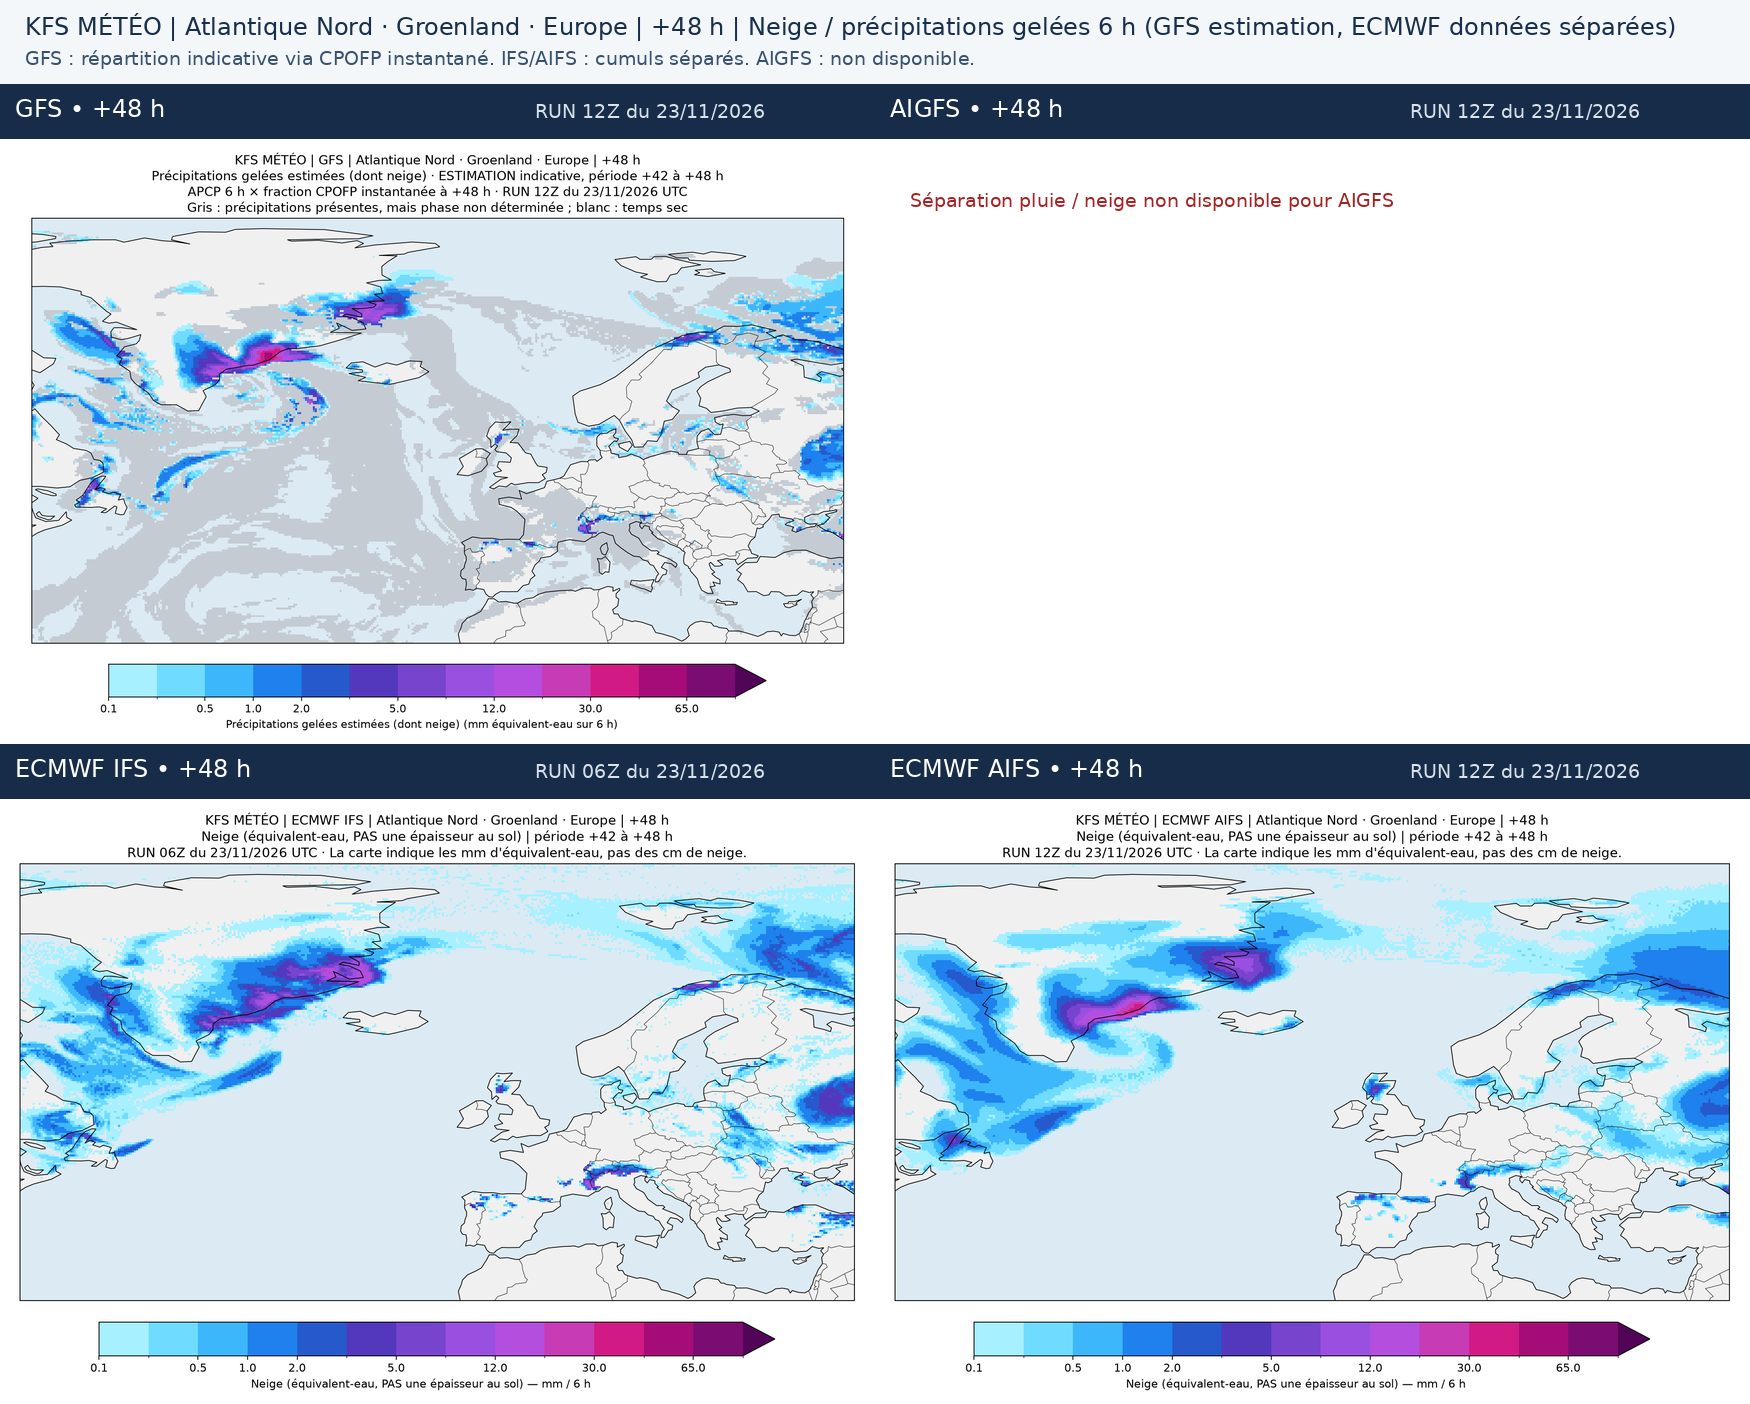 KFS MÉTÉO | Atlantique Nord · Groenland · Europe | +48 h | Neige / précipitations gelées 6 h (GFS estimation, ECMWF données séparées)
GFS : répartition indicative via CPOFP instantané. IFS/AIFS : cumuls séparés. AIGFS : non disponible.
GFS • +48 h
RUN 12Z du 23/11/2026
AIGFS • +48 h
RUN 12Z du 23/11/2026
KFS MÉTÉO | GFS | Atlantique Nord · Groenland · Europe | +48 h
Précipitations gelées estimées (dont neige) · ESTIMATION indicative, période +42 à +48 h
APCP 6 h × fraction CPOFP instantanée à +48 h · RUN 12Z du 23/11/2026 UTC
Gris : précipitations présentes, mais phase non déterminée ; blanc : temps sec
Séparation pluie / neige non disponible pour AIGFS
0.1 0.5 1.0 2.0 5.0 12.0 30.0 65.0
Précipitations gelées estimées (dont neige) (mm équivalent-eau sur 6 h)
ECMWF IFS • +48 h
RUN 06Z du 23/11/2026
ECMWF AIFS • +48 h
RUN 12Z du 23/11/2026
KFS MÉTÉO | ECMWF IFS | Atlantique Nord · Groenland · Europe | +48 h
Neige (équivalent-eau, PAS une épaisseur au sol) | période +42 à +48 h
RUN 06Z du 23/11/2026 UTC · La carte indique les mm d'équivalent-eau, pas des cm de neige.
KFS MÉTÉO | ECMWF AIFS | Atlantique Nord · Groenland · Europe | +48 h
Neige (équivalent-eau, PAS une épaisseur au sol) | période +42 à +48 h
RUN 12Z du 23/11/2026 UTC · La carte indique les mm d'équivalent-eau, pas des cm de neige.
0.1 0.5 1.0 2.0 5.0 12.0 30.0 65.0
Neige (équivalent-eau, PAS une épaisseur au sol) — mm / 6 h
0.1 0.5 1.0 2.0 5.0 12.0 30.0 65.0
Neige (équivalent-eau, PAS une épaisseur au sol) — mm / 6 h